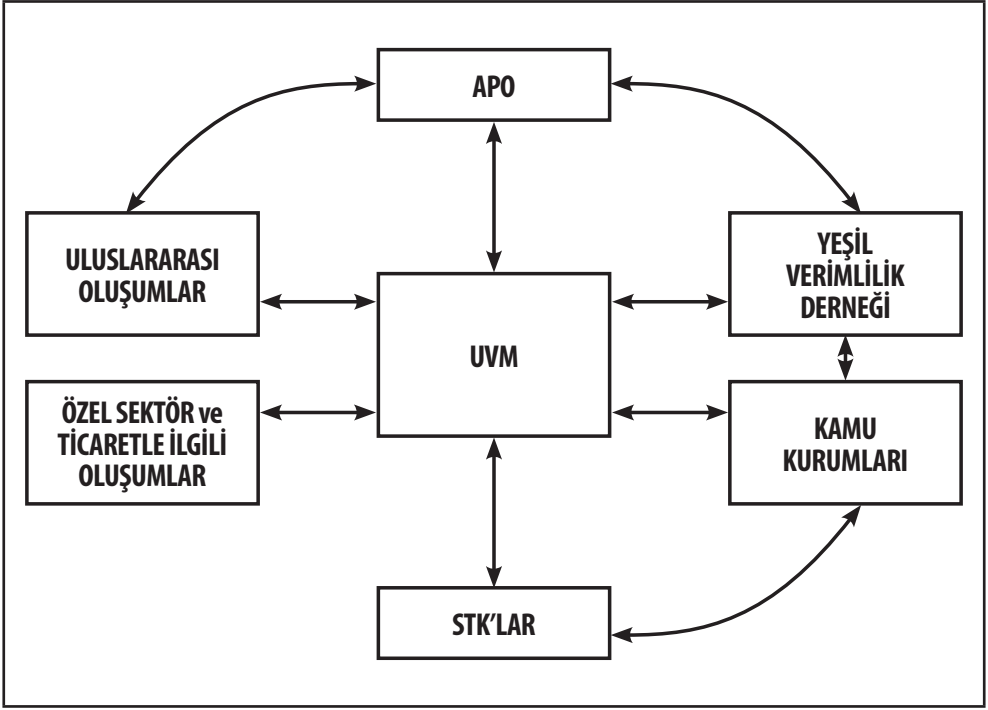 APO
ULUSLARARASI
OLUŞUMLAR
YEŞİL
VERİMLİLİK
DERNEĞİ
UVM
ÖZEL SEKTÖR ve
TİCARETLE İLGİLİ
OLUŞUMLAR
KAMU
KURUMLARI
STK’LAR